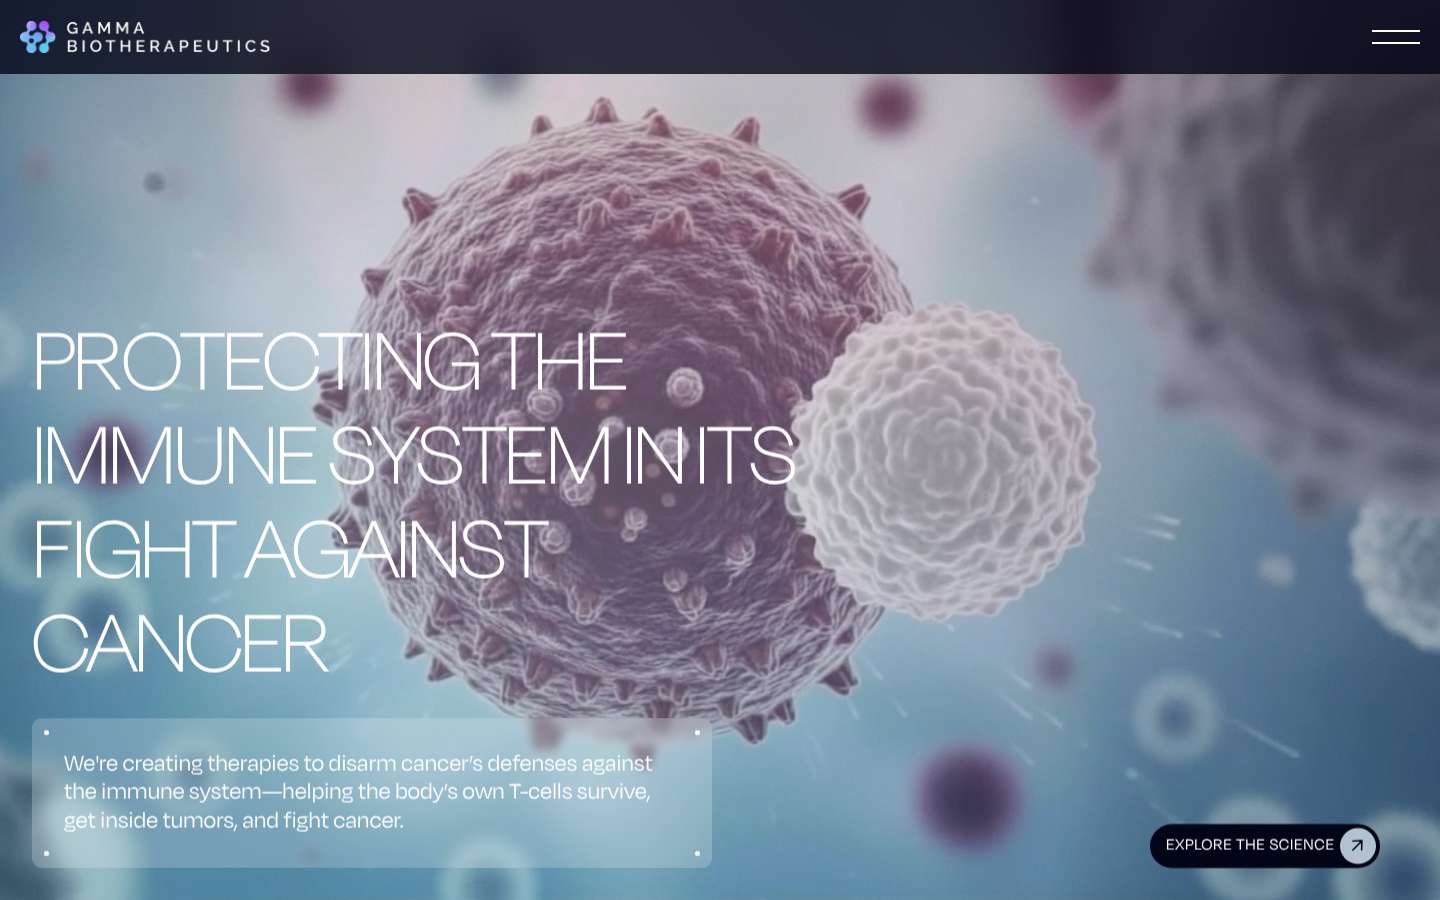 GAMMA
BIOTHERAPEUTICS
PROTECTING THE
IMMUNE SYSTEM IN ITS
FIGHT AGAINST
CANCER
We're creating therapies to disarm cancer’s defenses against
the immune system—helping the body’s own T-cells survive,
get inside tumors, and fight cancer.
EXPLORE THE SCIENCE